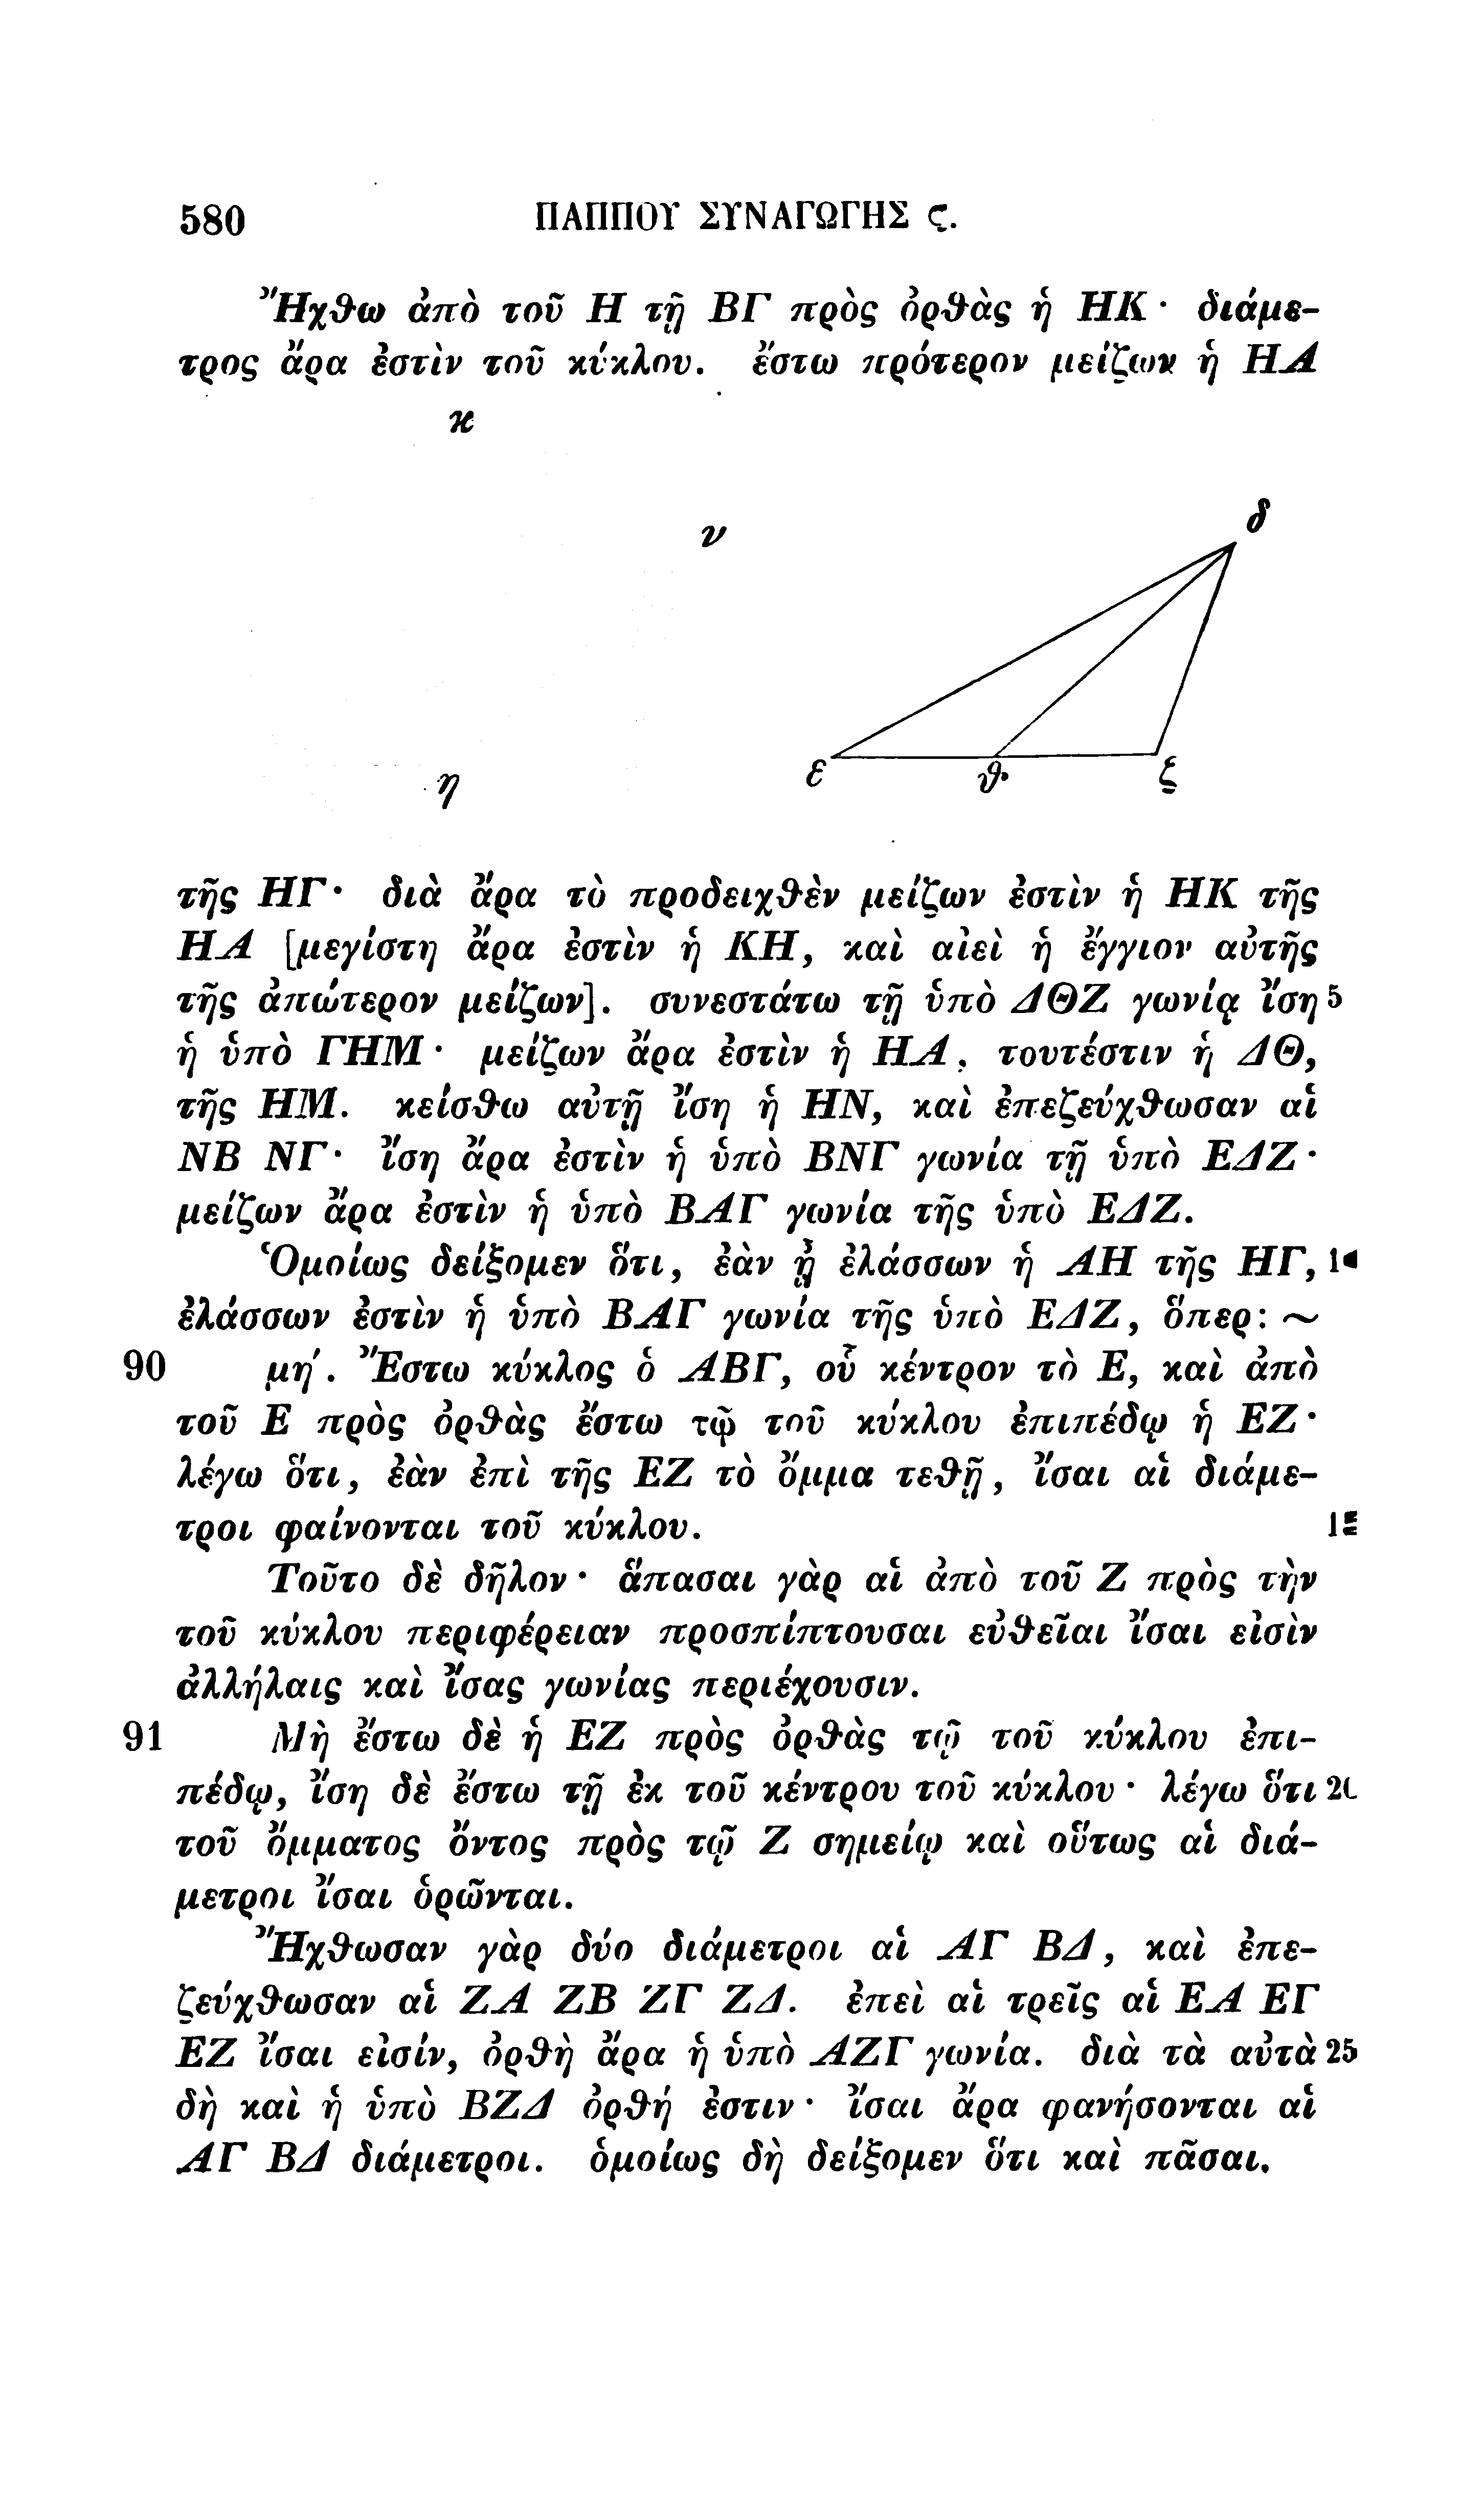 580 ΠΑΠΠΟΥ ΣΥΝΑΓΩΓΗΣ ϛ.
Ἤχθω ἀπὸ τοῦ Η τῇ ΒΓ πρὸς ὀρθὰς ἡ ΗΚ· διάμε-
τρος ἄρα ἐστὶν τοῦ κύκλου. ἔστω πρότερον μείζων ἡ ΗΑ
κ
ν
δ
ε
θ
ζ
η
τῆς ΗΓ· διὰ ἄρα τὸ προδειχθὲν μείζων ἐστὶν ἡ ΗΚ τῆς
ΗΑ [μεγίστη ἄρα ἐστὶν ἡ ΚΗ, καὶ αἰεὶ ἡ ἔγγιον αὐτῆς
τῆς ἀπώτερον μείζων]. συνεστάτω τῇ ὑπὸ ΔΘΖ γωνίᾳ ἴση 5
ἡ ὑπὸ ΓΗΜ· μείζων ἄρα ἐστὶν ἡ ΗΑ, τουτέστιν ἡ ΔΘ,
τῆς ΗΜ. κείσθω αὐτῇ ἴση ἡ ΗΝ, καὶ ἐπεζεύχθωσαν αἱ
ΝΒ ΝΓ· ἴση ἄρα ἐστὶν ἡ ὑπὸ ΒΝΓ γωνία τῇ ὑπὸ ΕΔΖ·
μείζων ἄρα ἐστὶν ἡ ὑπὸ ΒΑΓ γωνία τῆς ὑπὸ ΕΔΖ.
Ὁμοίως δείξομεν ὅτι, ἐὰν ᾖ ἐλάσσων ἡ ΑΗ τῆς ΗΓ,
ἐλάσσων ἐστὶν ἡ ὑπὸ ΒΑΓ γωνία τῆς ὑπὸ ΕΔΖ, ὅπερ: ~
90 μη΄. Ἔστω κύκλος ὁ ΑΒΓ, οὗ κέντρον τὸ Ε, καὶ ἀπὸ
τοῦ Ε πρὸς ὀρθὰς ἔστω τῷ τοῦ κύκλου ἐπιπέδῳ ἡ ΕΖ·
λέγω ὅτι, ἐὰν ἐπὶ τῆς ΕΖ τὸ ὄμμα τεθῇ, ἴσαι αἱ διάμε-
τροι φαίνονται τοῦ κύκλου.
Τοῦτο δὲ δῆλον· ἅπασαι γὰρ αἱ ἀπὸ τοῦ Ζ πρὸς τὴν
τοῦ κύκλου περιφέρειαν προσπίπτουσαι εὐθεῖαι ἴσαι εἰσὶν
ἀλλήλαις καὶ ἴσας γωνίας περιέχουσιν.
91 Μὴ ἔστω δὲ ἡ ΕΖ πρὸς ὀρθὰς τῷ τοῦ κύκλου ἐπι-
πέδῳ, ἴση δὲ ἔστω τῇ ἐκ τοῦ κέντρου τοῦ κύκλου· λέγω ὅτι
τοῦ ὄμματος ὄντος πρὸς τῷ Ζ σημείῳ καὶ οὕτως αἱ διά-
μετροι ἴσαι ὁρῶνται.
Ἤχθωσαν γὰρ δύο διάμετροι αἱ ΑΓ ΒΔ, καὶ ἐπε-
ζεύχθωσαν αἱ ΖΑ ΖΒ ΖΓ ΖΔ. ἐπεὶ αἱ τρεῖς αἱ ΕΑ ΕΓ
ΕΖ ἴσαι εἰσίν, ὀρθὴ ἄρα ἡ ὑπὸ ΑΖΓ γωνία. διὰ τὰ αὐτὰ 25
δὴ καὶ ἡ ὑπὸ ΒΖΔ ὀρθή ἐστιν· ἴσαι ἄρα φανήσονται αἱ
ΑΓ ΒΔ διάμετροι. ὁμοίως δὴ δείξομεν ὅτι καὶ πᾶσαι.